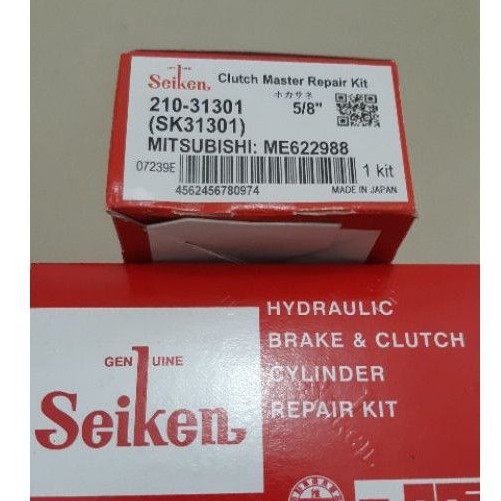 GENUINE
Seiken
Clutch Master Repair Kit
ホカサネ
210-31301
5/8"
(SK31301)
MITSUBISHI: ME622988
07239E
1 kit
4562456780974
MADE IN JAPAN
HYDRAULIC
BRAKE & CLUTCH
CYLINDER
REPAIR KIT
GENUINE
Seiken